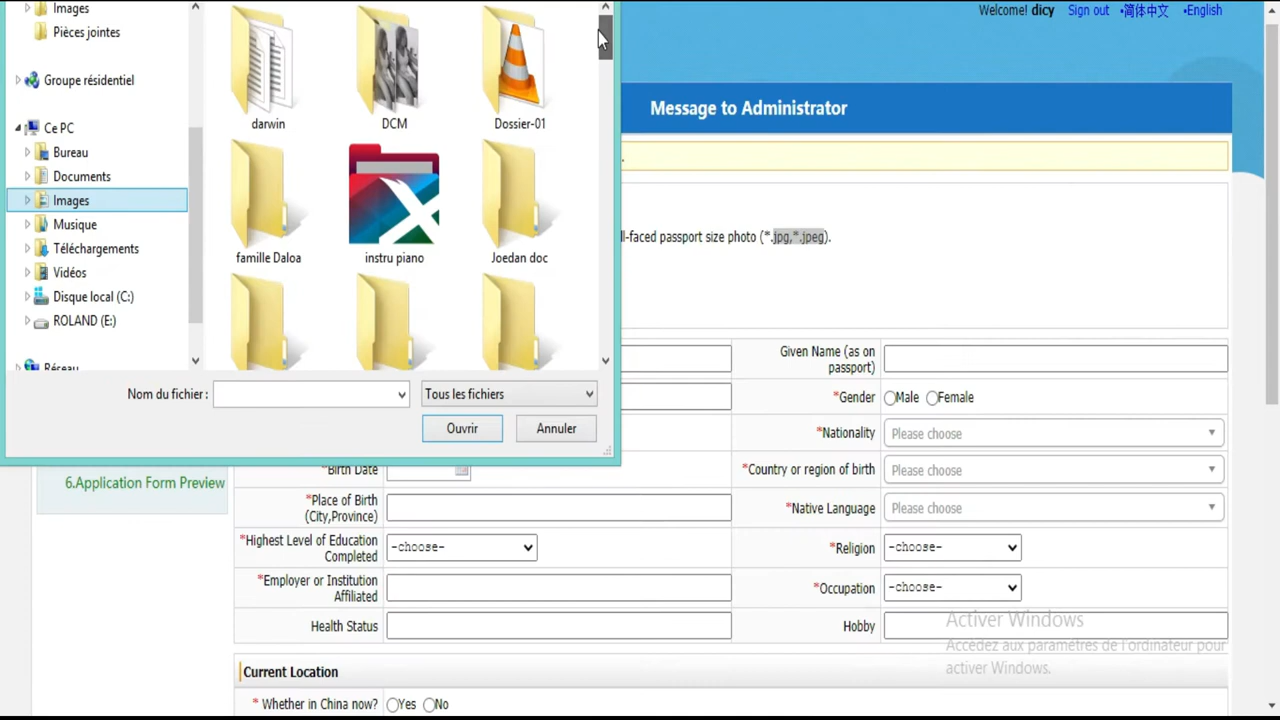 Images
Pièces jointes
Groupe résidentiel
Ce PC
Bureau
Documents
Images
Musique
Téléchargements
Vidéos
Disque local (C:)
ROLAND (E:)
Réseau
darwin
DCM
Dossier-01
famille Daloa
instru piano
Joedan doc
Nom du fichier :
Tous les fichiers
Ouvrir
Annuler
Welcome! dicy Sign out •简体中文 •English
Message to Administrator
ll-faced passport size photo (*.jpg,*.jpeg).
Given Name (as on
passport)
*Gender Male Female
*Nationality Please choose
*Birth Date
*Country or region of birth Please choose
6.Application Form Preview
*Place of Birth
(City,Province)
*Native Language Please choose
*Highest Level of Education
Completed
-choose-
*Religion -choose-
*Employer or Institution
Affiliated
*Occupation -choose-
Health Status
Hobby
Current Location
* Whether in China now? Yes No
Activer Windows
Accédez aux paramètres de l'ordinateur pour
activer Windows.